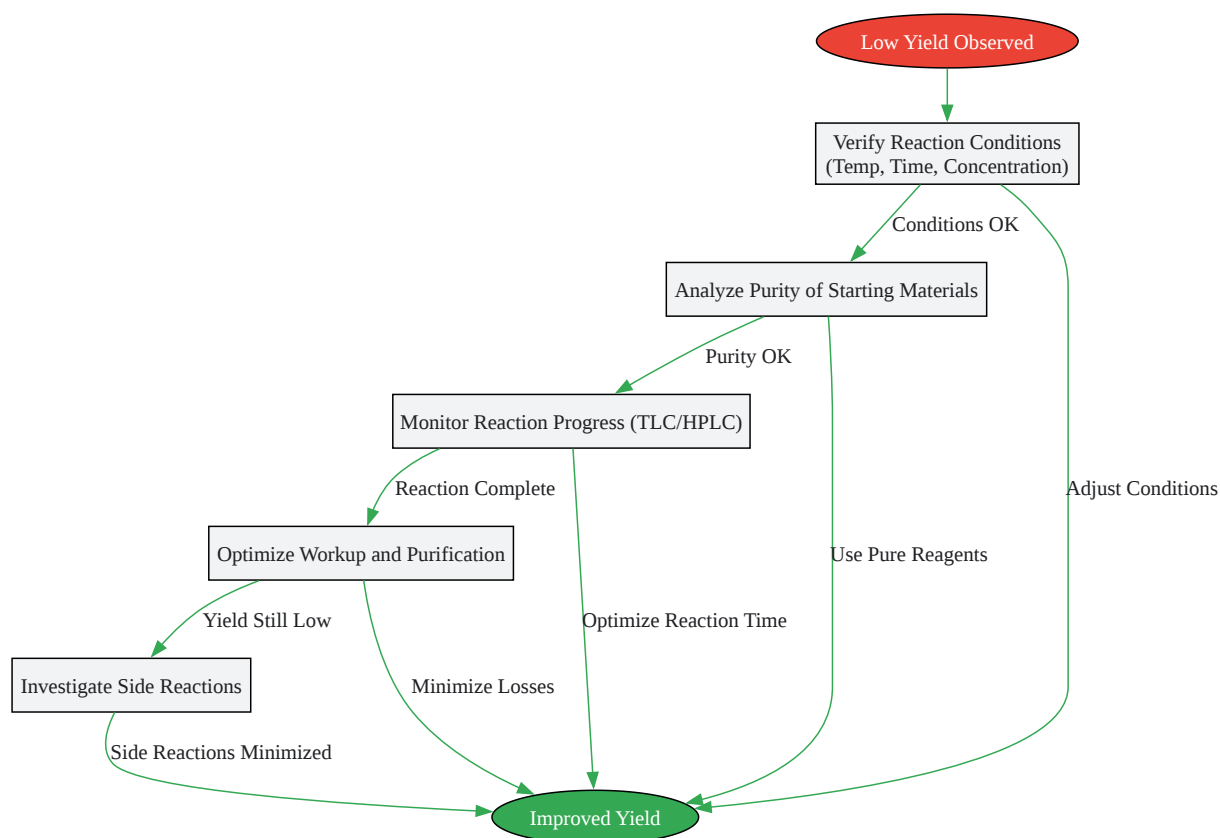 Low Yield Observed
Verify Reaction Conditions
(Temp, Time, Concentration)
Conditions OK
Analyze Purity of Starting Materials
Purity OK
Monitor Reaction Progress (TLC/HPLC)
Reaction Complete
Adjust Conditions
Optimize Workup and Purification
Use Pure Reagents
Yield Still Low
Optimize Reaction Time
Investigate Side Reactions
Minimize Losses
Side Reactions Minimized
Improved Yield